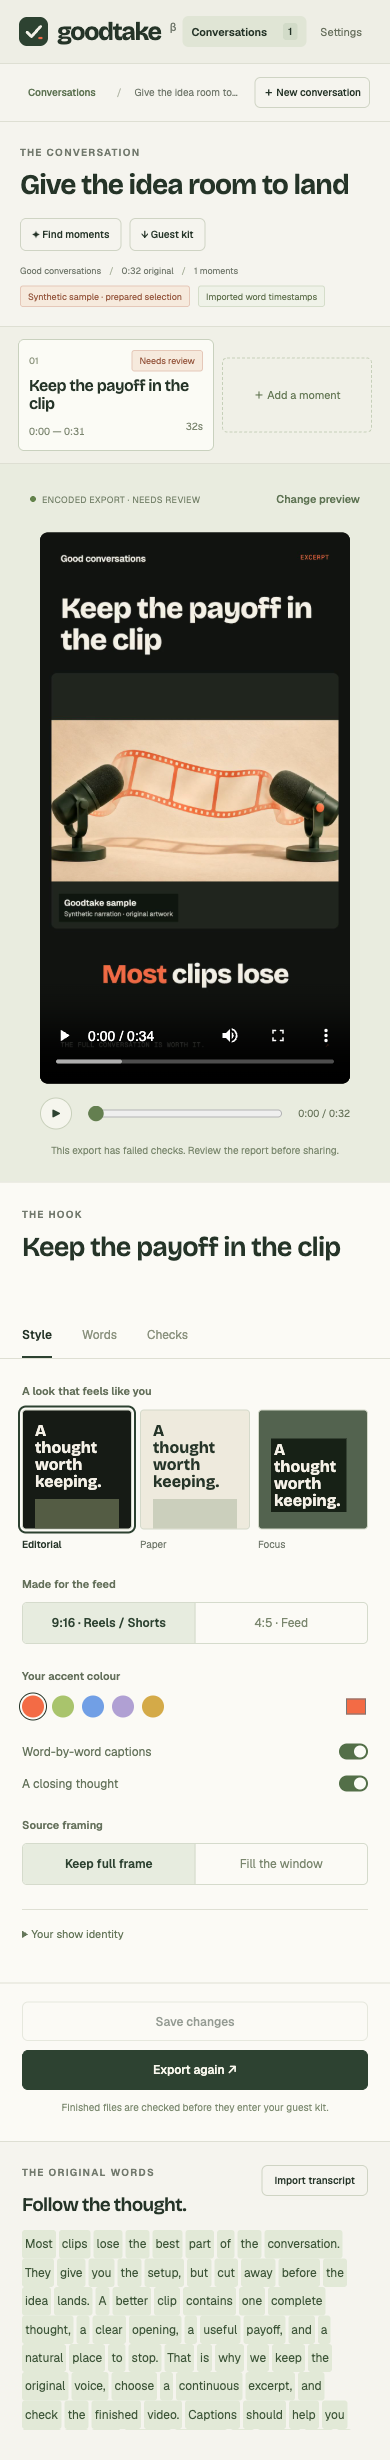 goodtake β Conversations 1 Settings
Conversations / Give the idea room to... + New conversation
THE CONVERSATION
Give the idea room to land
✦ Find moments ↓ Guest kit
Good conversations / 0:32 original / 1 moments
Synthetic sample · prepared selection Imported word timestamps
01 Needs review
Keep the payoff in the
clip
0:00 — 0:31 32s
+ Add a moment
ENCODED EXPORT · NEEDS REVIEW Change preview
Good conversations EXCERPT
Keep the payoff in
the clip
Goodtake sample
Synthetic narration · original artwork
Most clips lose
0:00 / 0:34
THE FULL CONVERSATION IS WORTH IT.
0:00 / 0:32
This export has failed checks. Review the report before sharing.
THE HOOK
Keep the payoff in the clip
Style Words Checks
A look that feels like you
A
thought
worth
keeping.
A
thought
worth
keeping.
A
thought
worth
keeping.
Editorial Paper Focus
Made for the feed
9:16 · Reels / Shorts 4:5 · Feed
Your accent colour
Word-by-word captions
A closing thought
Source framing
Keep full frame Fill the window
Your show identity
Save changes
Export again ↗
Finished files are checked before they enter your guest kit.
THE ORIGINAL WORDS Import transcript
Follow the thought.
Most clips lose the best part of the conversation.
They give you the setup, but cut away before the
idea lands. A better clip contains one complete
thought, a clear opening, a useful payoff, and a
natural place to stop. That is why we keep the
original voice, choose a continuous excerpt, and
check the finished video. Captions should help you